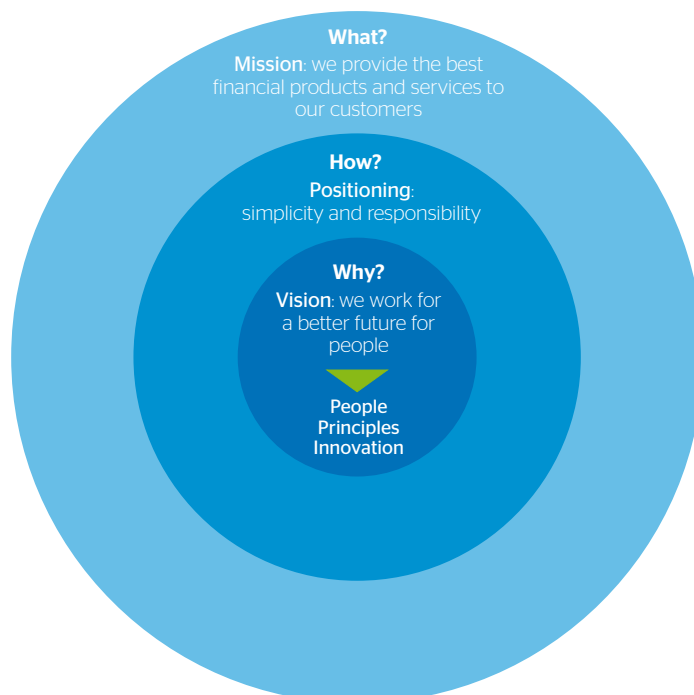 What?
Mission: we provide the best
financial products and services to
our customers
How?
Positioning:
simplicity and responsibility
Why?
Vision: we work for
a better future for
people
People
Principles
Innovation